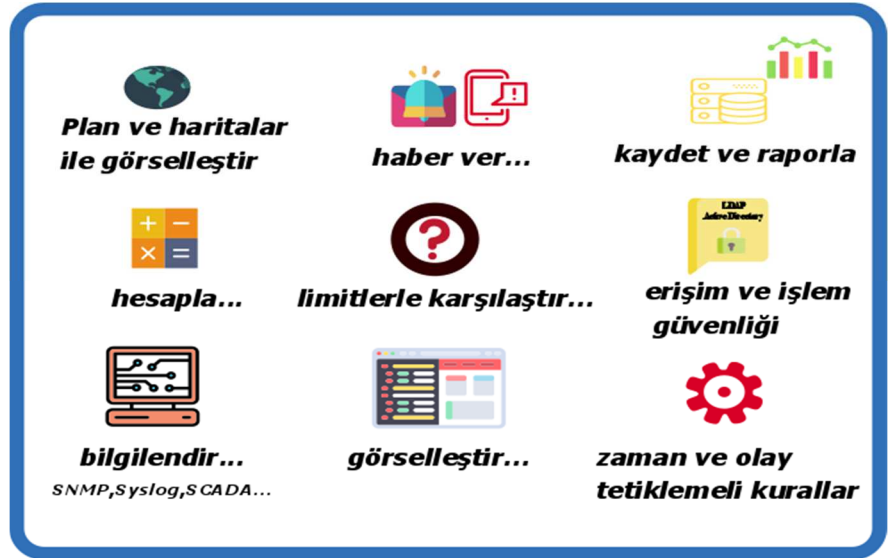 Plan ve haritalar
ile görselleştir
haber ver...
kaydet ve raporla
hesapla...
limitlerle karşılaştır...
LDAP
Active Directory
erişim ve işlem
güvenliği
bilgilendir...
SNMP,Syslog,SCADA...
görselleştir...
zaman ve olay
tetiklemeli kurallar